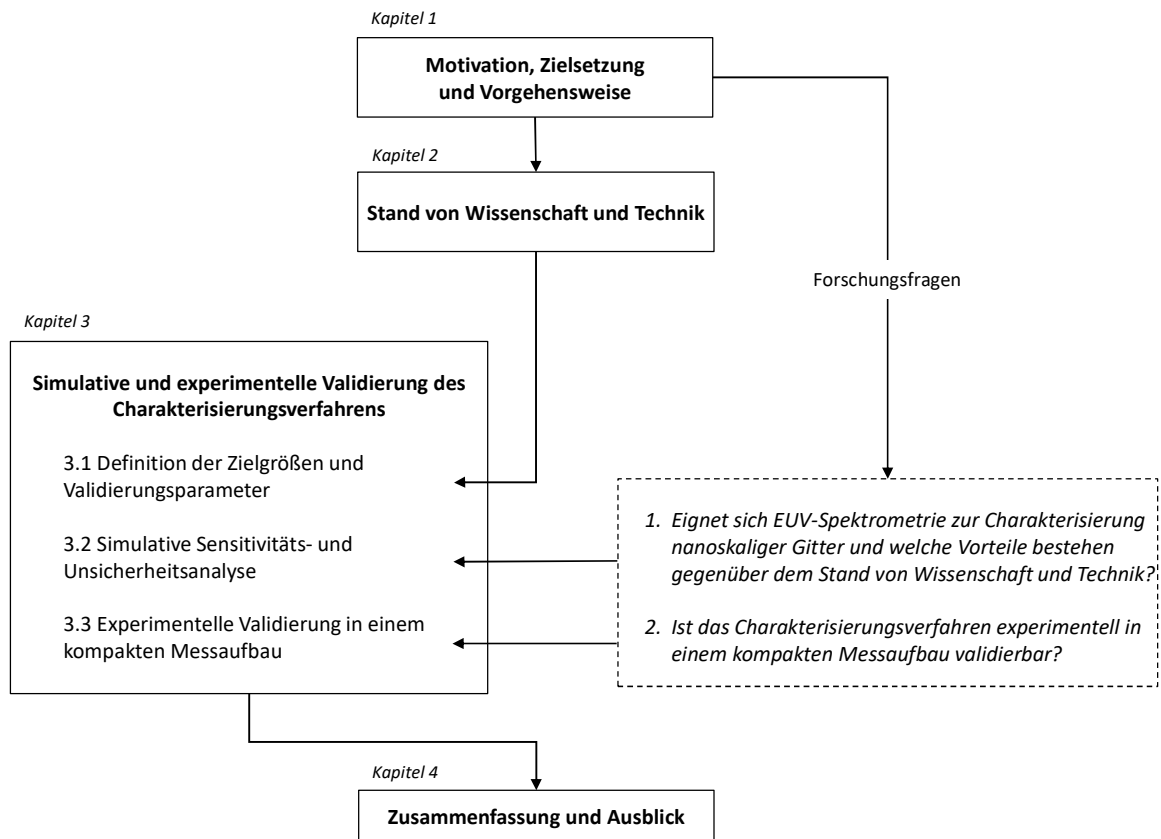 Kapitel 1
Motivation, Zielsetzung
und Vorgehensweise
Kapitel 2
Stand von Wissenschaft und Technik
Forschungsfragen
Kapitel 3
Simulative und experimentelle Validierung des
Charakterisierungsverfahrens
3.1 Definition der Zielgrößen und
Validierungsparameter
3.2 Simulative Sensitivitäts- und
Unsicherheitsanalyse
3.3 Experimentelle Validierung in einem
kompakten Messaufbau
1. Eignet sich EUV-Spektrometrie zur Charakterisierung
nanoskaliger Gitter und welche Vorteile bestehen
gegenüber dem Stand von Wissenschaft und Technik?
2. Ist das Charakterisierungsverfahren experimentell in
einem kompakten Messaufbau validierbar?
Kapitel 4
Zusammenfassung und Ausblick